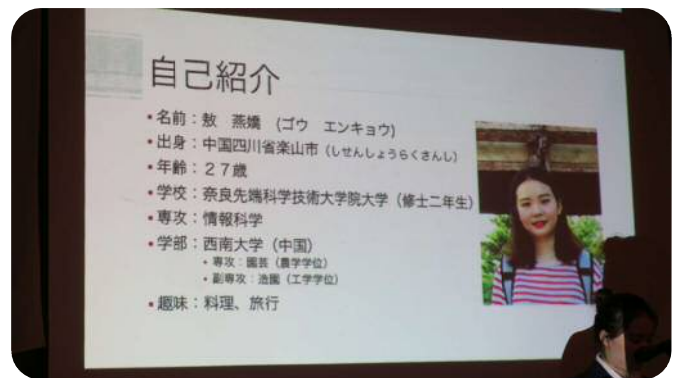 自己紹介
•名前：敖　燕嬌　(ゴウ　エンキョウ)
•出身：中国四川省楽山市（しせんしょうらくさんし）
•年齢：２７歳
•学校：奈良先端科学技術大学院大学（修士二年生）
•専攻：情報科学
•学部：西南大学（中国）
•専攻：園芸（農学学位）
•副専攻：造園（工学学位）
•趣味：料理、旅行